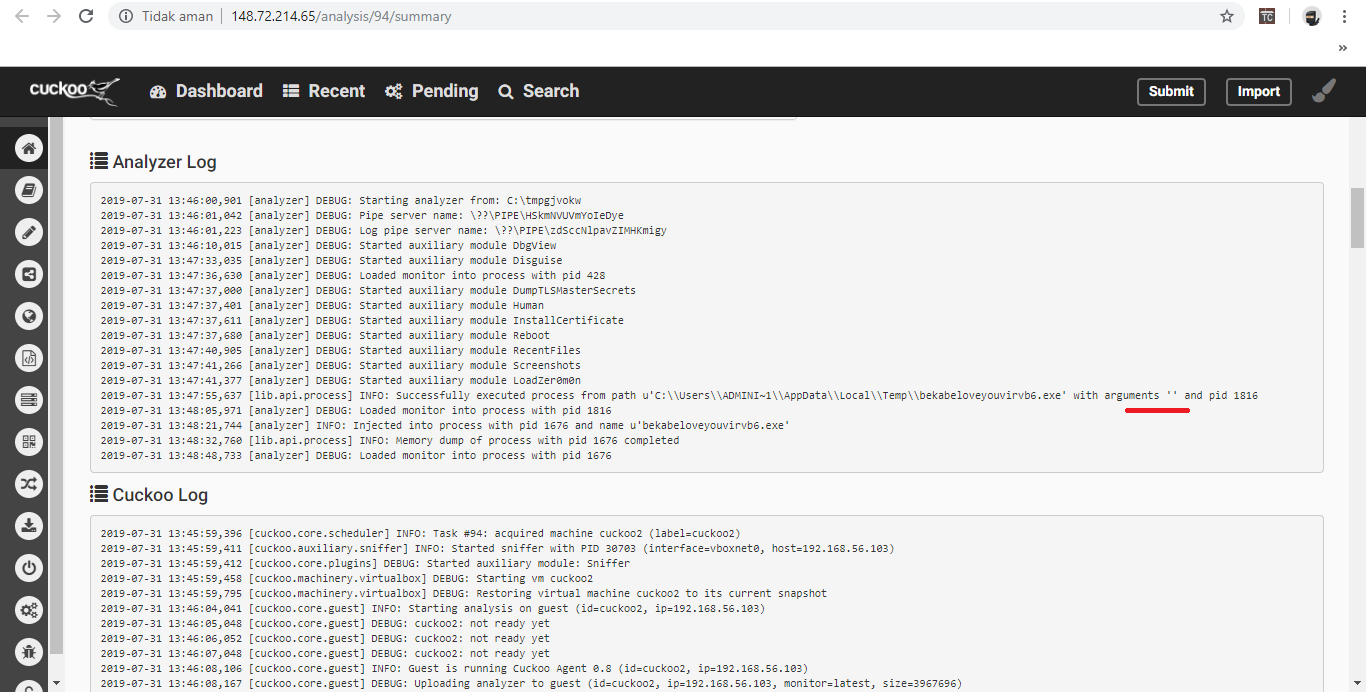 Tidak aman
148.72.214.65/analysis/94/summary
TC
»
cuckoo
Dashboard
Recent
Pending
Search
Submit
Import
Analyzer Log
2019-07-31 13:46:00,901 [analyzer] DEBUG: Starting analyzer from: C:\tmpgjvokw
2019-07-31 13:46:01,042 [analyzer] DEBUG: Pipe server name: \??\PIPE\HSkmNVUVmYoIeDye
2019-07-31 13:46:01,223 [analyzer] DEBUG: Log pipe server name: \??\PIPE\zdSccNlpavZIMHKmigy
2019-07-31 13:46:10,015 [analyzer] DEBUG: Started auxiliary module DbgView
2019-07-31 13:47:33,035 [analyzer] DEBUG: Started auxiliary module Disguise
2019-07-31 13:47:36,630 [analyzer] DEBUG: Loaded monitor into process with pid 428
2019-07-31 13:47:37,000 [analyzer] DEBUG: Started auxiliary module DumpTLSMasterSecrets
2019-07-31 13:47:37,401 [analyzer] DEBUG: Started auxiliary module Human
2019-07-31 13:47:37,611 [analyzer] DEBUG: Started auxiliary module InstallCertificate
2019-07-31 13:47:37,680 [analyzer] DEBUG: Started auxiliary module Reboot
2019-07-31 13:47:40,905 [analyzer] DEBUG: Started auxiliary module RecentFiles
2019-07-31 13:47:41,266 [analyzer] DEBUG: Started auxiliary module Screenshots
2019-07-31 13:47:41,377 [analyzer] DEBUG: Started auxiliary module LoadZer0m0n
2019-07-31 13:47:55,637 [lib.api.process] INFO: Successfully executed process from path u'C:\\Users\\ADMINI~1\\AppData\\Local\\Temp\\bekabeloveyouvirvb6.exe' with arguments '' and pid 1816
2019-07-31 13:48:05,971 [analyzer] DEBUG: Loaded monitor into process with pid 1816
2019-07-31 13:48:21,744 [analyzer] INFO: Injected into process with pid 1676 and name u'bekabeloveyouvirvb6.exe'
2019-07-31 13:48:32,760 [lib.api.process] INFO: Memory dump of process with pid 1676 completed
2019-07-31 13:48:48,733 [analyzer] DEBUG: Loaded monitor into process with pid 1676
Cuckoo Log
2019-07-31 13:45:59,396 [cuckoo.core.scheduler] INFO: Task #94: acquired machine cuckoo2 (label=cuckoo2)
2019-07-31 13:45:59,411 [cuckoo.auxiliary.sniffer] INFO: Started sniffer with PID 30703 (interface=vboxnet0, host=192.168.56.103)
2019-07-31 13:45:59,412 [cuckoo.core.plugins] DEBUG: Started auxiliary module: Sniffer
2019-07-31 13:45:59,458 [cuckoo.machinery.virtualbox] DEBUG: Starting vm cuckoo2
2019-07-31 13:45:59,795 [cuckoo.machinery.virtualbox] DEBUG: Restoring virtual machine cuckoo2 to its current snapshot
2019-07-31 13:46:04,041 [cuckoo.core.guest] INFO: Starting analysis on guest (id=cuckoo2, ip=192.168.56.103)
2019-07-31 13:46:05,048 [cuckoo.core.guest] DEBUG: cuckoo2: not ready yet
2019-07-31 13:46:06,052 [cuckoo.core.guest] DEBUG: cuckoo2: not ready yet
2019-07-31 13:46:07,048 [cuckoo.core.guest] DEBUG: cuckoo2: not ready yet
2019-07-31 13:46:08,106 [cuckoo.core.guest] INFO: Guest is running Cuckoo Agent 0.8 (id=cuckoo2, ip=192.168.56.103)
2019-07-31 13:46:08,167 [cuckoo.core.guest] DEBUG: Uploading analyzer to guest (id=cuckoo2, ip=192.168.56.103, monitor=latest, size=3967696)